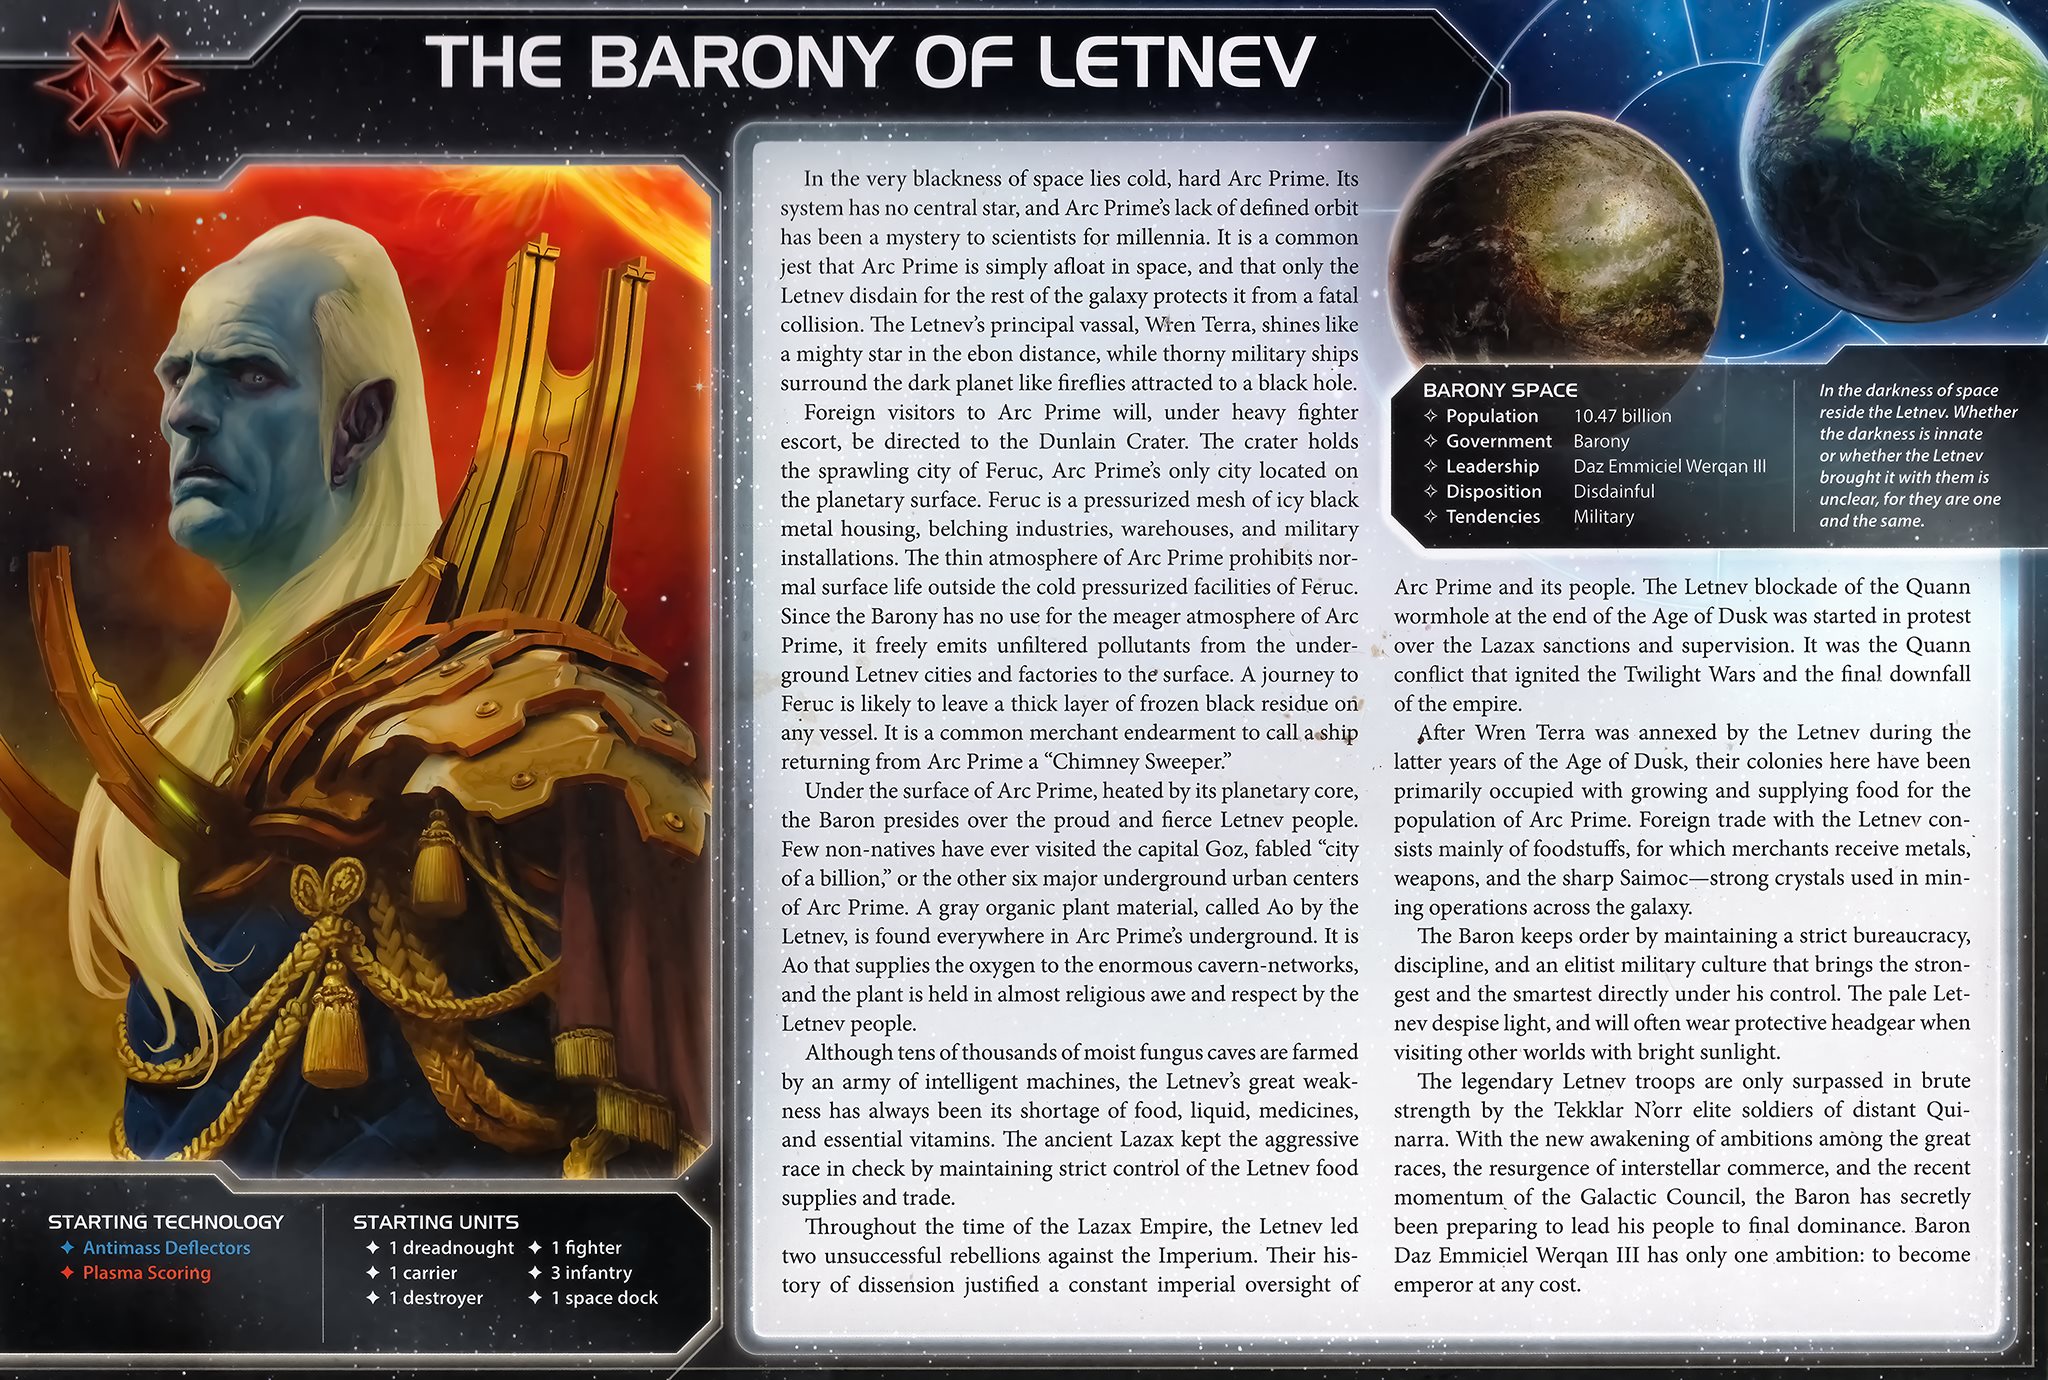 THE BARONY OF LETNEV
In the very blackness of space lies cold, hard Arc Prime. Its
system has no central star, and Arc Prime's lack of defined orbit
has been a mystery to scientists for millennia. It is a common
jest that Arc Prime is simply afloat in space, and that only the
Letnev disdain for the rest of the galaxy protects it from a fatal
collision. The Letnev's principal vassal, Wren Terra, shines like
a mighty star in the ebon distance, while thorny military ships
surround the dark planet like fireflies attracted to a black hole.
Foreign visitors to Arc Prime will, under heavy fighter
escort, be directed to the Dunlain Crater. The crater holds
the sprawling city of Feruc, Arc Prime's only city located on
the planetary surface. Feruc is a pressurized mesh of icy black
metal housing, belching industries, warehouses, and military
installations. The thin atmosphere of Arc Prime prohibits nor-
mal surface life outside the cold pressurized facilities of Feruc.
Since the Barony has no use for the meager atmosphere of Arc
Prime, it freely emits unfiltered pollutants from the under-
ground Letnev cities and factories to the surface. A journey to
Feruc is likely to leave a thick layer of frozen black residue on
any vessel. It is a common merchant endearment to call a ship
returning from Arc Prime a “Chimney Sweeper.”
Under the surface of Arc Prime, heated by its planetary core,
the Baron presides over the proud and fierce Letnev people.
Few non-natives have ever visited the capital Goz, fabled “city
of a billion,” or the other six major underground urban centers
of Arc Prime. A gray organic plant material, called Ao by the
Letnev, is found everywhere in Arc Prime's underground. It is
Ao that supplies the oxygen to the enormous cavern-networks,
and the plant is held in almost religious awe and respect by the
Letnev people.
Although tens of thousands of moist fungus caves are farmed
by an army of intelligent machines, the Letnev's great weak-
ness has always been its shortage of food, liquid, medicines,
and essential vitamins. The ancient Lazax kept the aggressive
race in check by maintaining strict control of the Letnev food
supplies and trade.
Throughout the time of the Lazax Empire, the Letnev led
two unsuccessful rebellions against the Imperium. Their his-
tory of dissension justified a constant imperial oversight of
BARONY SPACE
Population 10.47 billion
Government Barony
Leadership Daz Emmiciel Werqan III
Disposition Disdainful
Tendencies Military
In the darkness of space
reside the Letnev. Whether
the darkness is innate
or whether the Letnev
brought it with them is
unclear, for they are one
and the same.
Arc Prime and its people. The Letnev blockade of the Quann
wormhole at the end of the Age of Dusk was started in protest
over the Lazax sanctions and supervision. It was the Quann
conflict that ignited the Twilight Wars and the final downfall
of the empire.
After Wren Terra was annexed by the Letnev during the
latter years of the Age of Dusk, their colonies here have been
primarily occupied with growing and supplying food for the
population of Arc Prime. Foreign trade with the Letnev con-
sists mainly of foodstuffs, for which merchants receive metals,
weapons, and the sharp Saimoc—strong crystals used in min-
ing operations across the galaxy.
The Baron keeps order by maintaining a strict bureaucracy,
discipline, and an elitist military culture that brings the stron-
gest and the smartest directly under his control. The pale Let-
nev despise light, and will often wear protective headgear when
visiting other worlds with bright sunlight.
The legendary Letnev troops are only surpassed in brute
strength by the Tekklar N'orr elite soldiers of distant Qui-
narra. With the new awakening of ambitions among the great
races, the resurgence of interstellar commerce, and the recent
momentum of the Galactic Council, the Baron has secretly
been preparing to lead his people to final dominance. Baron
Daz Emmiciel Werqan III has only one ambition: to become
emperor at any cost.
STARTING TECHNOLOGY
Antimass Deflectors
Plasma Scoring
STARTING UNITS
1 dreadnought
1 carrier
1 destroyer
1 fighter
3 infantry
1 space dock